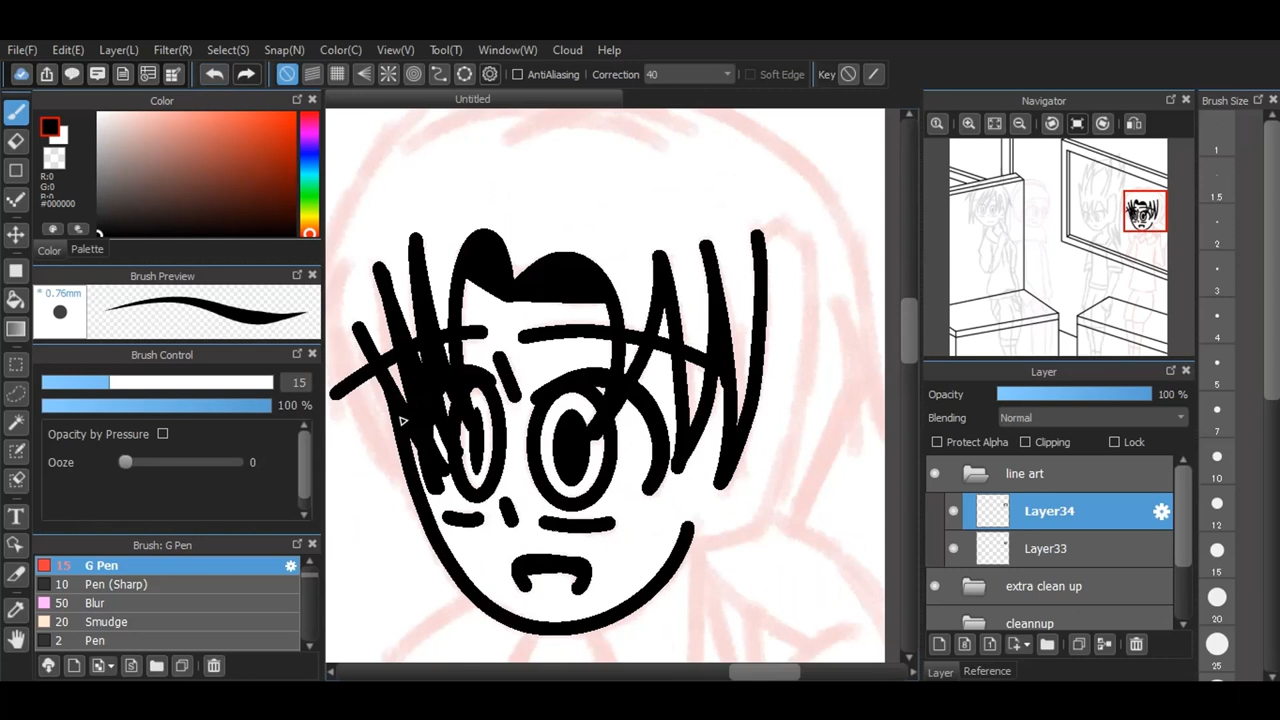 File(F) Edit(E) Layer(L) Filter(R) Select(S) Snap(N) Color(C) View(V) Tool(T) Window(W) Cloud Help
AntiAliasing Correction 40 Soft Edge Key
Color
Untitled
Navigator
Brush Size
R:0
G:0
B:0
#000000
Color Palette
Brush Preview
* 0.76mm
Brush Control
15
100 %
Opacity by Pressure
Ooze 0
Brush: G Pen
15 G Pen
10 Pen (Sharp)
50 Blur
20 Smudge
2 Pen
Layer
Opacity 100 %
Blending Normal
Protect Alpha Clipping Lock
line art
Layer34
Layer33
extra clean up
cleannup
Layer Reference
1
1.5
2
3
4
5
7
10
12
15
20
25